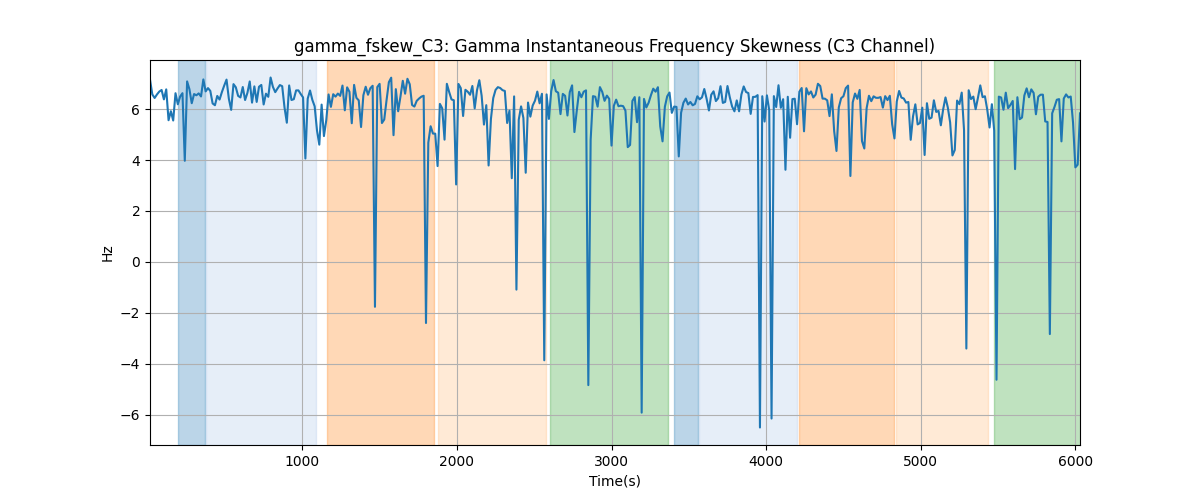 gamma_fskew_C3: Gamma Instantaneous Frequency Skewness (C3 Channel)
6
4
2
0
−2
−4
−6
Hz
1000 2000 3000 4000 5000 6000
Time(s)